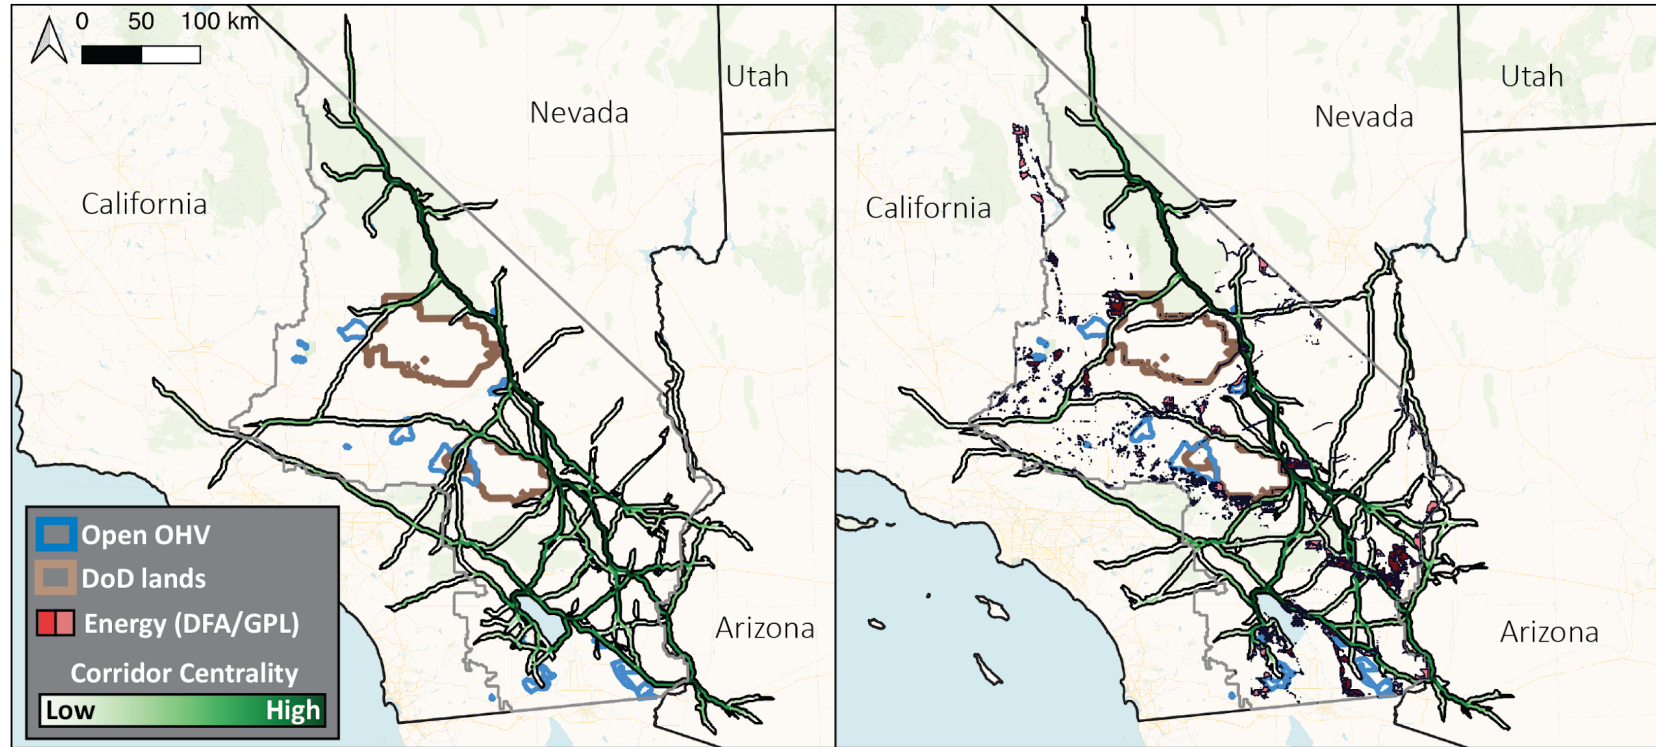 0 50 100 km
Utah
Nevada
California
Arizona
Open OHV
DoD lands
Energy (DFA/GPL)
Corridor Centrality
Low High
Utah
Nevada
California
Arizona